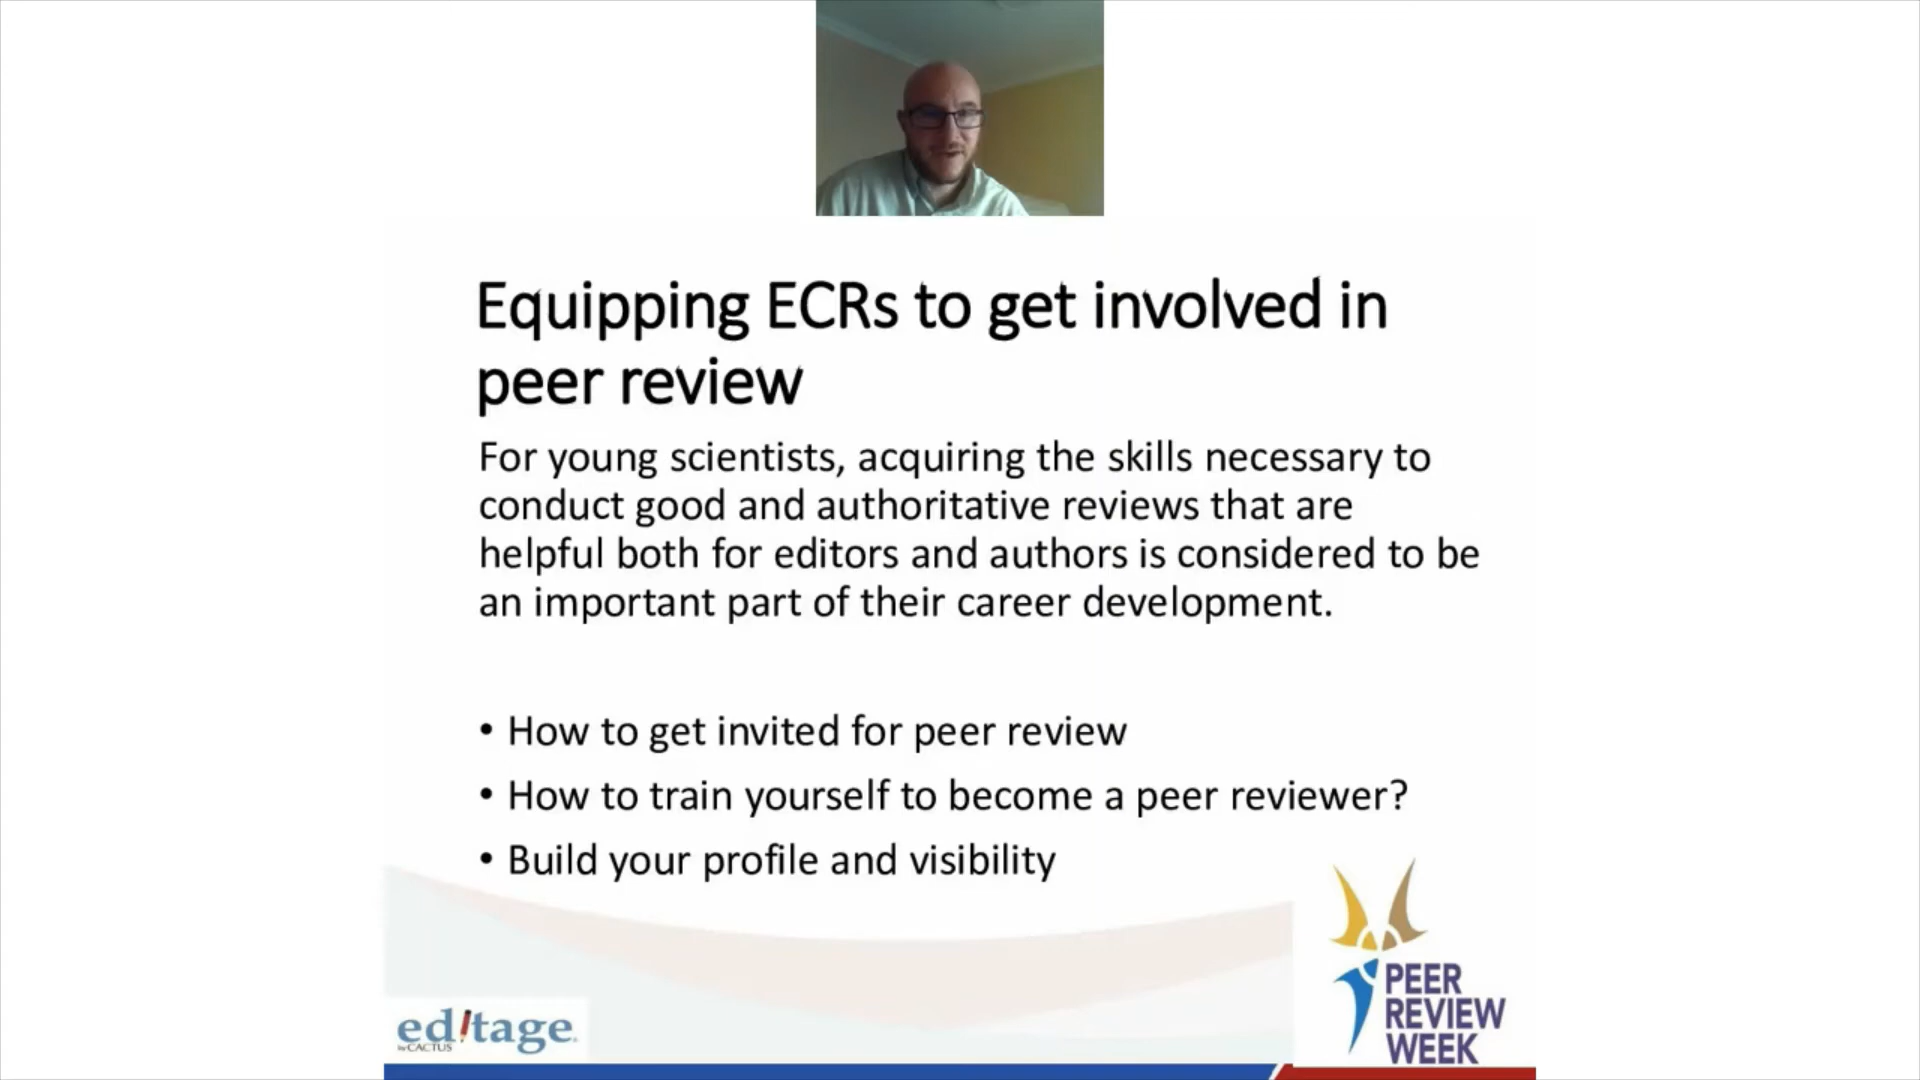 Equipping ECRs to get involved in
peer review
For young scientists, acquiring the skills necessary to
conduct good and authoritative reviews that are
helpful both for editors and authors is considered to be
an important part of their career development.
• How to get invited for peer review
• How to train yourself to become a peer reviewer?
• Build your profile and visibility
editage
by CACTUS
PEER
REVIEW
WEEK